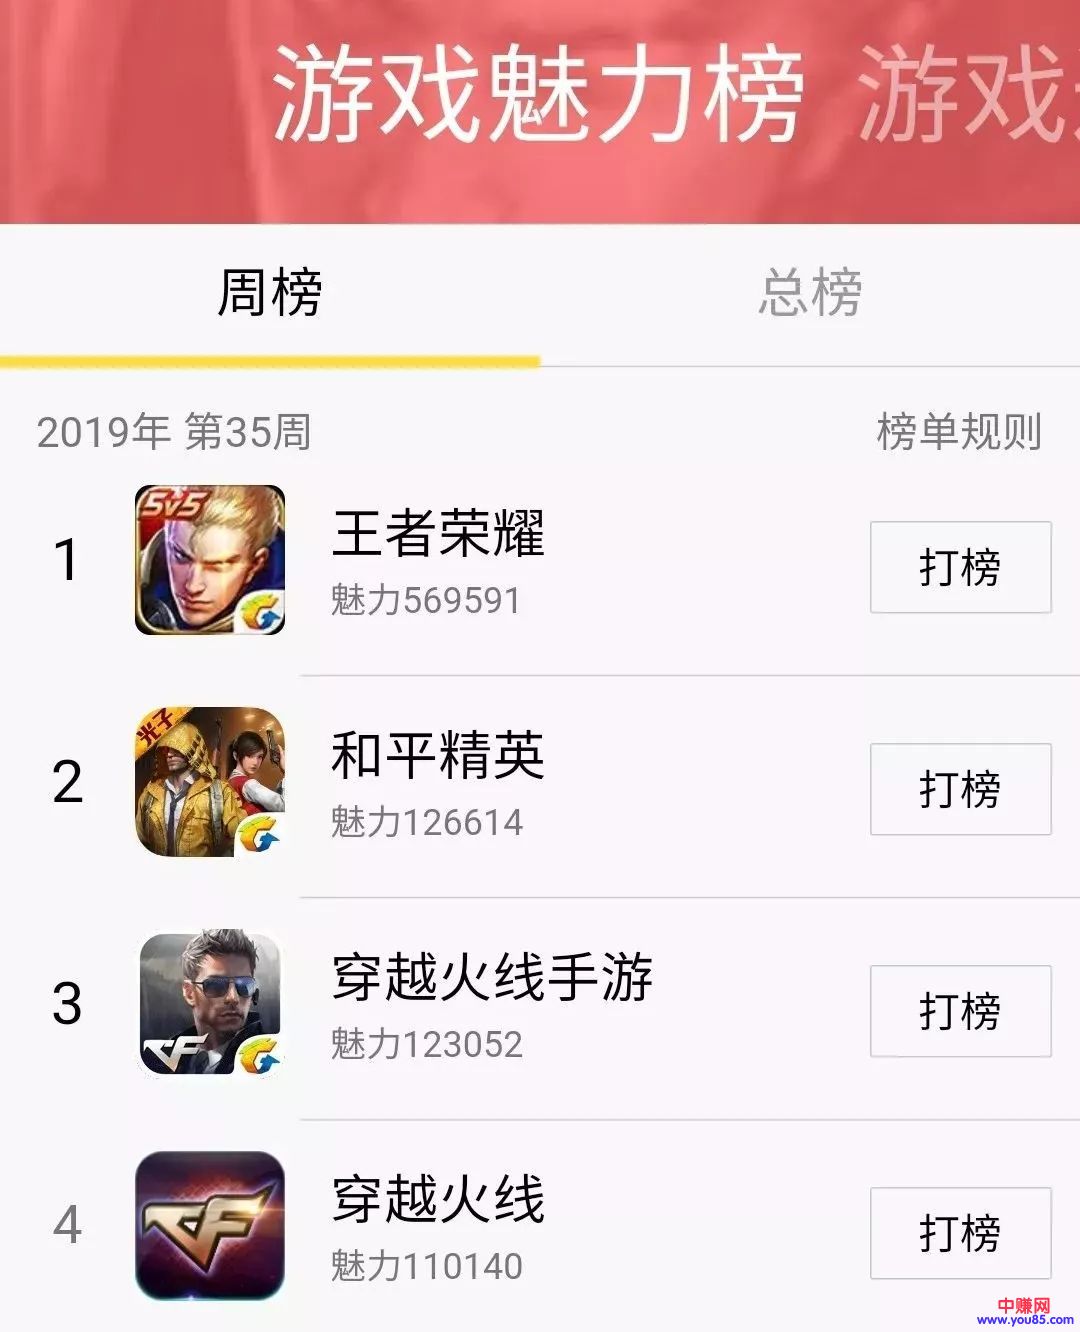 游戏魅力榜 游戏
周榜 总榜
2019年 第35周 榜单规则
1 5v5 王者荣耀
魅力569591 打榜
2 光子 和平精英
魅力126614 打榜
3 穿越火线手游
魅力123052 打榜
CF
4 CF 穿越火线
魅力110140 打榜
中赚网
www.you85.com